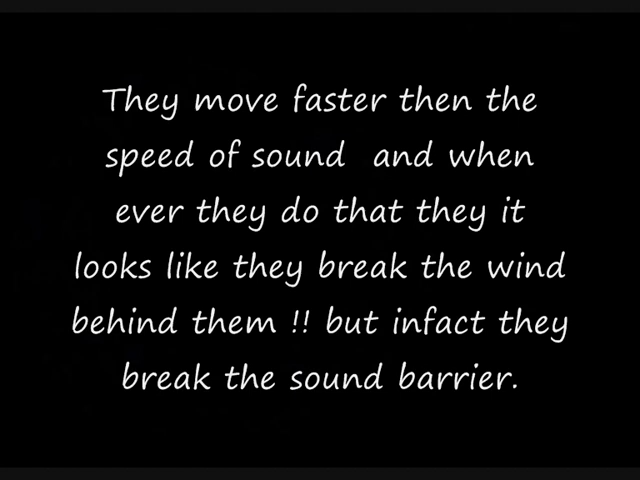 They move faster then the
speed of sound  and when
ever they do that they it
looks like they break the wind
behind them !! but infact they
break the sound barrier.